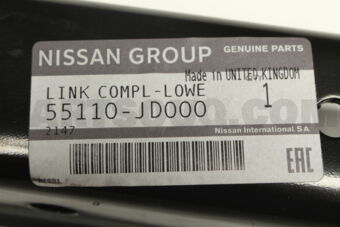 NISSAN GROUP
GENUINE PARTS
Made in UNITED.KINGDOM
LINK COMPL-LOWE
1
55110-JD000
2147
Nissan International S.A.
EAC